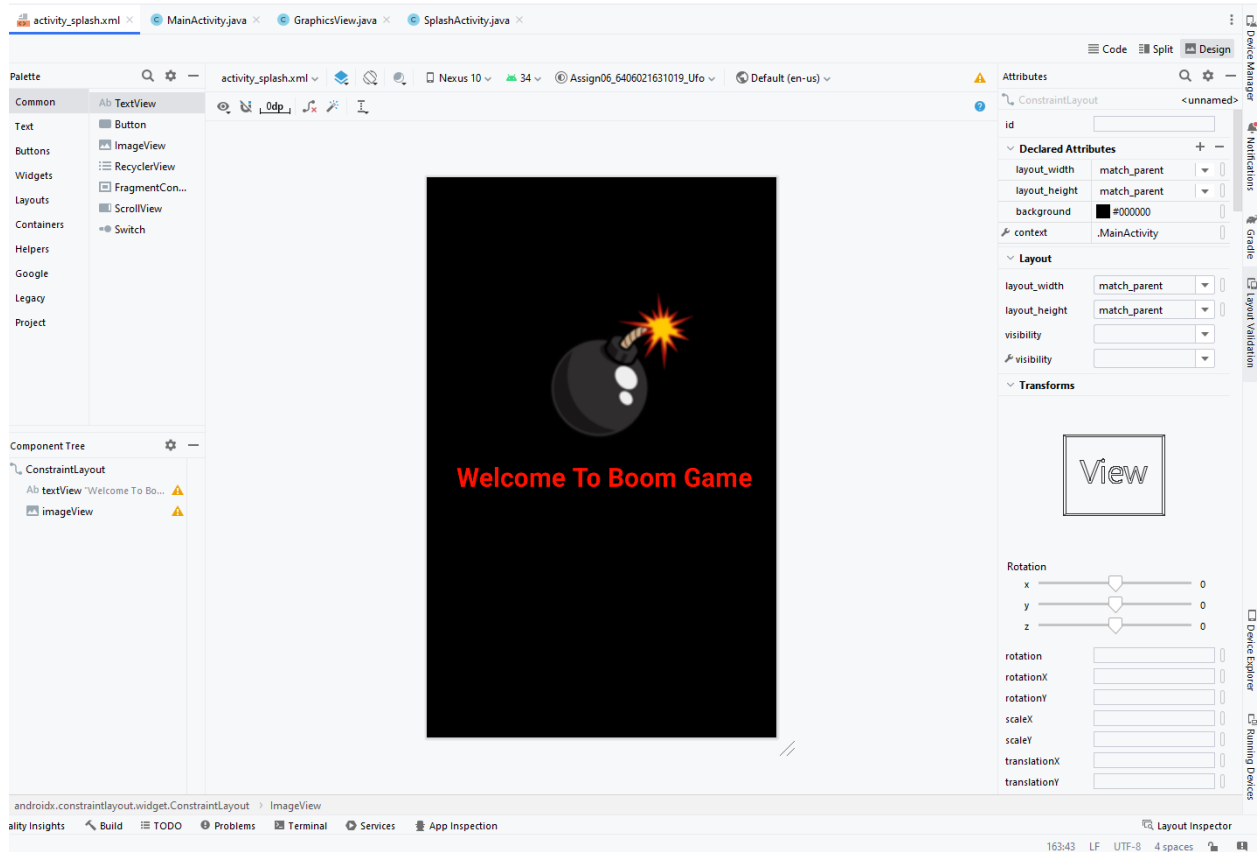 activity_splash.xml
MainActivity.java
GraphicsView.java
SplashActivity.java
Code
Split
Design
Palette
activity_splash.xml
Nexus 10
34
Assign06_6406021631019_Ufo
Default (en-us)
Attributes
Common
Text
Buttons
Widgets
Layouts
Containers
Helpers
Google
Legacy
Project
Ab TextView
Button
ImageView
RecyclerView
FragmentCon...
ScrollView
Switch
0dp
Component Tree
ConstraintLayout
Ab textView "Welcome To Bo...
imageView
Welcome To Boom Game
ConstraintLayout <unnamed>
id
Declared Attributes
layout_width match_parent
layout_height match_parent
background #000000
context .MainActivity
Layout
layout_width match_parent
layout_height match_parent
visibility
visibility
Transforms
View
Rotation
x 0
y 0
z 0
rotation
rotationX
rotationY
scaleX
scaleY
translationX
translationY
Device Manager
Notifications
Gradle
Layout Validation
Device Explorer
Running Devices
androidx.constraintlayout.widget.ConstraintLayout > ImageView
ality Insights
Build
TODO
Problems
Terminal
Services
App Inspection
Layout Inspector
163:43 LF UTF-8 4 spaces